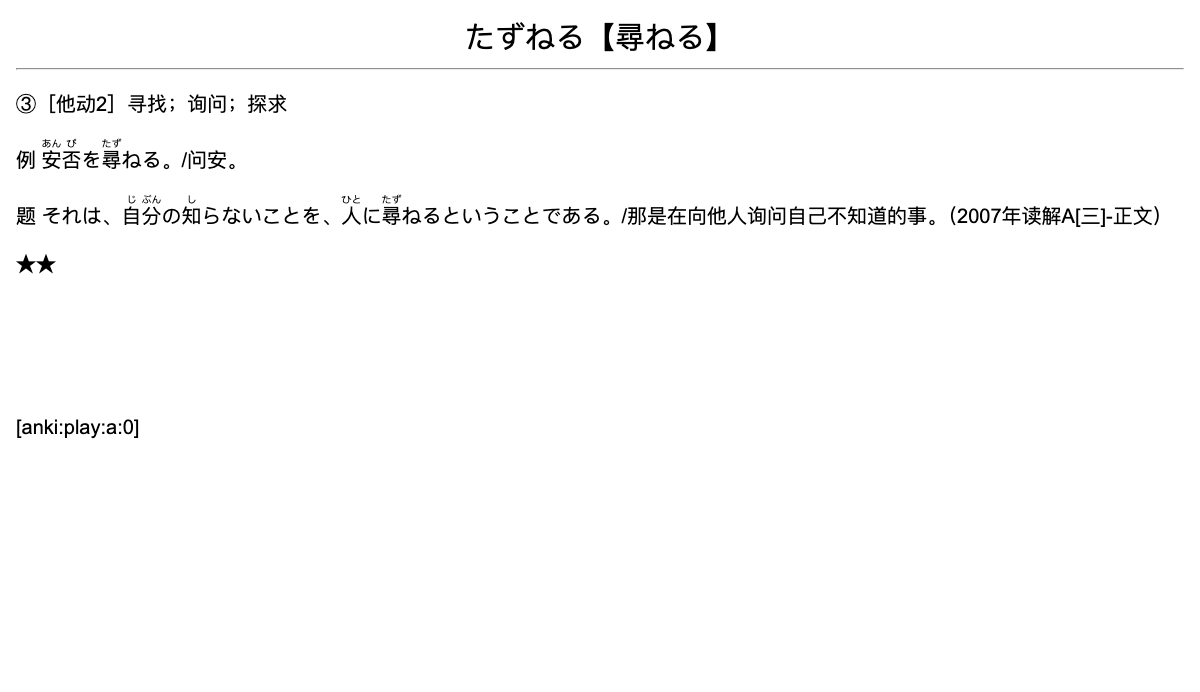 たずねる【尋ねる】
③［他动2］寻找；询问；探求
例 安否を尋ねる。/问安。
题 それは、自分の知らないことを、人に尋ねるということである。/那是在向他人询问自己不知道的事。（2007年读解A[三]-正文）
★★
[anki:play:a:0]